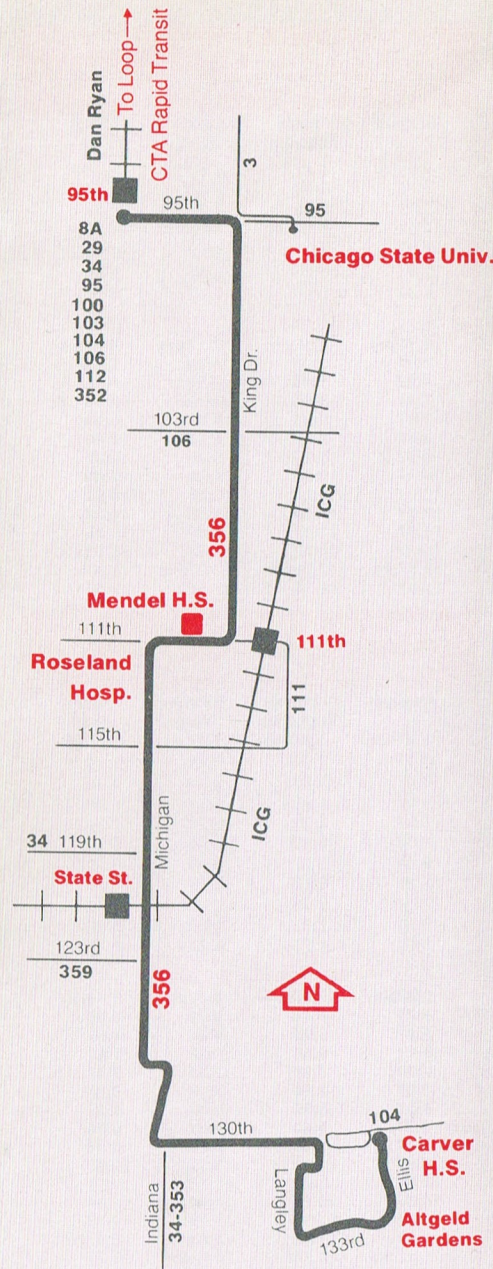 Dan Ryan
To Loop
CTA Rapid Transit
95th
95th
3
95
Chicago State Univ.
8A
29
34
95
100
103
104
106
112
352
King Dr.
103rd
106
ICG
356
Mendel H.S.
111th
111th
Roseland
Hosp.
111
115th
Michigan
ICG
34 119th
State St.
123rd
359
356
N
104
130th
Carver
H.S.
Indiana
34-353
Langley
Ellis
133rd
Altgeld
Gardens